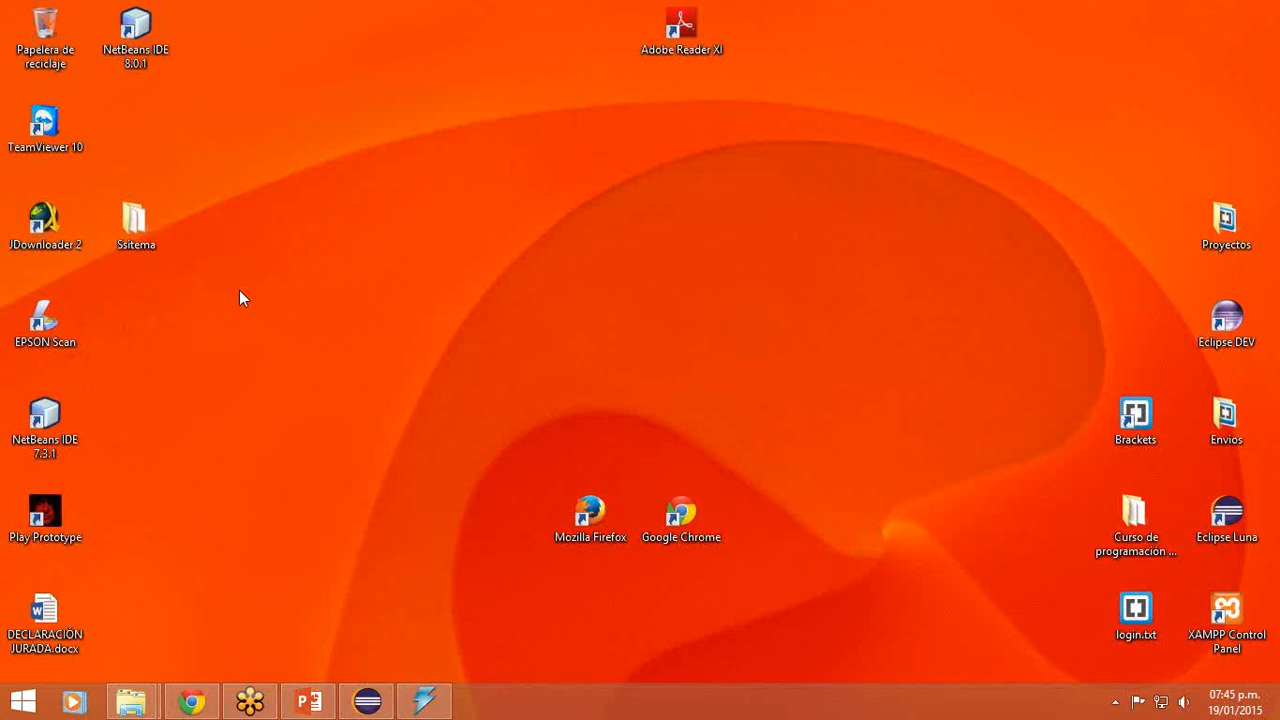 Papelera de
reciclaje
NetBeans IDE
8.0.1
Adobe Reader XI
TeamViewer 10
JDownloader 2
Ssitema
Proyectos
EPSON Scan
Eclipse DEV
NetBeans IDE
7.3.1
Brackets
Envios
Play Prototype
Mozilla Firefox
Google Chrome
Curso de
programación ...
Eclipse Luna
DECLARACIÓN
JURADA.docx
login.txt
XAMPP Control
Panel
07:45 p.m.
19/01/2015